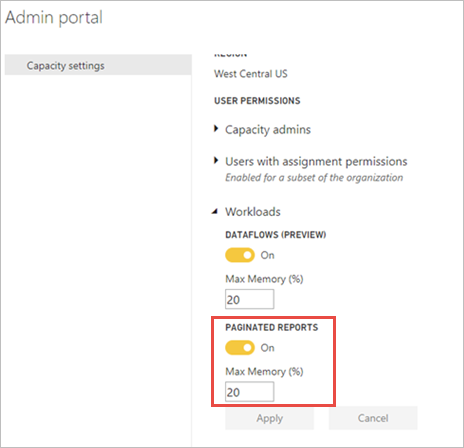 Admin portal
Capacity settings
REGION
West Central US
USER PERMISSIONS
Capacity admins
Users with assignment permissions
Enabled for a subset of the organization
Workloads
DATAFLOWS (PREVIEW)
On
Max Memory (%)
20
PAGINATED REPORTS
On
Max Memory (%)
20
Apply Cancel